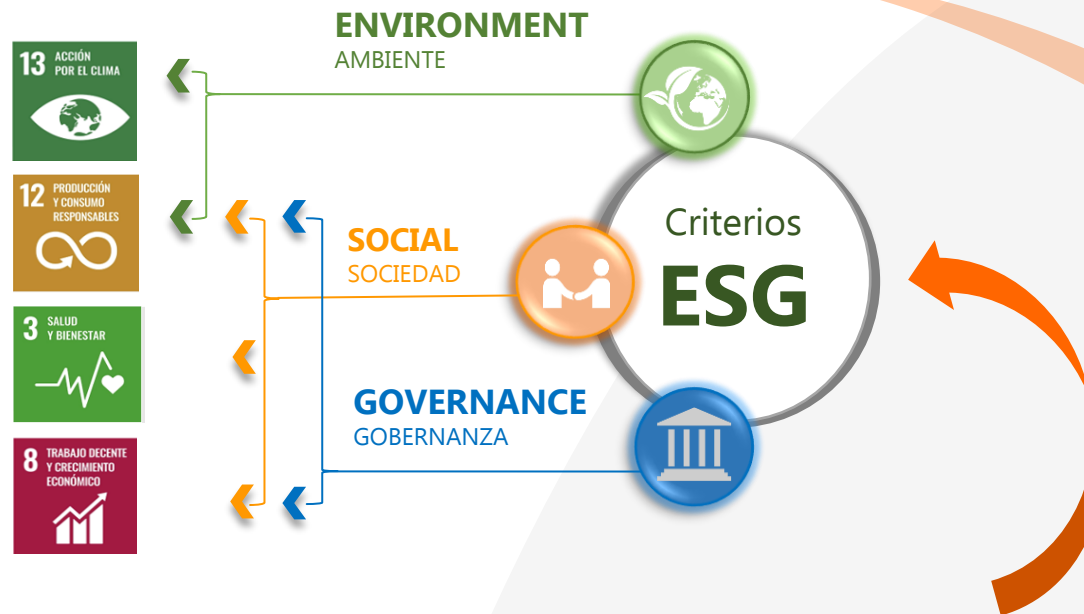 ENVIRONMENT
AMBIENTE
13 ACCIÓN
POR EL CLIMA
12 PRODUCCIÓN
Y CONSUMO
RESPONSABLES
SOCIAL
SOCIEDAD
Criterios
ESG
3 SALUD
Y BIENESTAR
GOVERNANCE
GOBERNANZA
8 TRABAJO DECENTE
Y CRECIMIENTO
ECONÓMICO